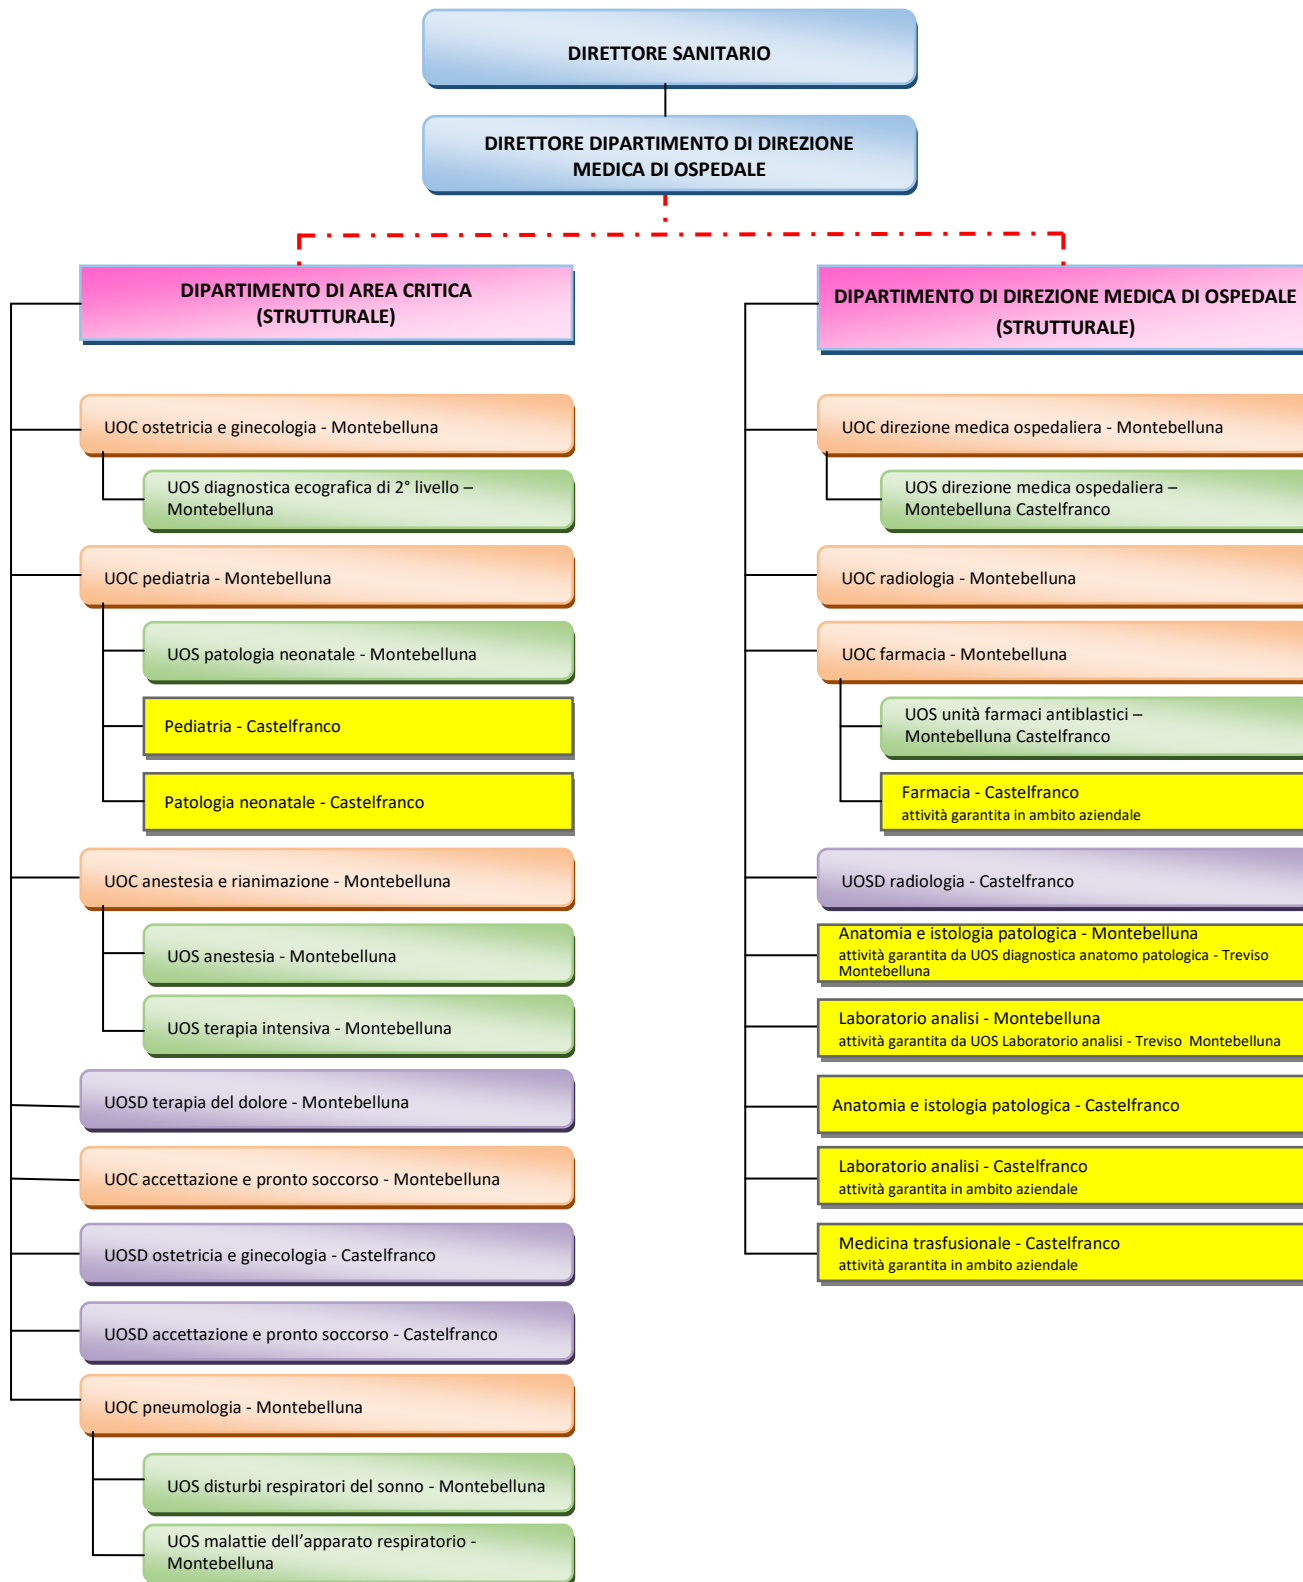 DIRETTORE SANITARIO
DIRETTORE DIPARTIMENTO DI DIREZIONE
MEDICA DI OSPEDALE
DIPARTIMENTO DI AREA CRITICA
(STRUTTURALE)
UOC ostetricia e ginecologia - Montebelluna
UOS diagnostica ecografica di 2° livello –
Montebelluna
UOC pediatria - Montebelluna
UOS patologia neonatale - Montebelluna
Pediatria - Castelfranco
Patologia neonatale - Castelfranco
UOC anestesia e rianimazione - Montebelluna
UOS anestesia - Montebelluna
UOS terapia intensiva - Montebelluna
UOSD terapia del dolore - Montebelluna
UOC accettazione e pronto soccorso - Montebelluna
UOSD ostetricia e ginecologia - Castelfranco
UOSD accettazione e pronto soccorso - Castelfranco
UOC pneumologia - Montebelluna
UOS disturbi respiratori del sonno - Montebelluna
UOS malattie dell’apparato respiratorio -
Montebelluna
DIPARTIMENTO DI DIREZIONE MEDICA DI OSPEDALE
(STRUTTURALE)
UOC direzione medica ospedaliera - Montebelluna
UOS direzione medica ospedaliera –
Montebelluna Castelfranco
UOC radiologia - Montebelluna
UOC farmacia - Montebelluna
UOS unità farmaci antiblastici –
Montebelluna Castelfranco
Farmacia - Castelfranco
attività garantita in ambito aziendale
UOSD radiologia - Castelfranco
Anatomia e istologia patologica - Montebelluna
attività garantita da UOS diagnostica anatomo patologica - Treviso
Montebelluna
Laboratorio analisi - Montebelluna
attività garantita da UOS Laboratorio analisi - Treviso  Montebelluna
Anatomia e istologia patologica - Castelfranco
Laboratorio analisi - Castelfranco
attività garantita in ambito aziendale
Medicina trasfusionale - Castelfranco
attività garantita in ambito aziendale